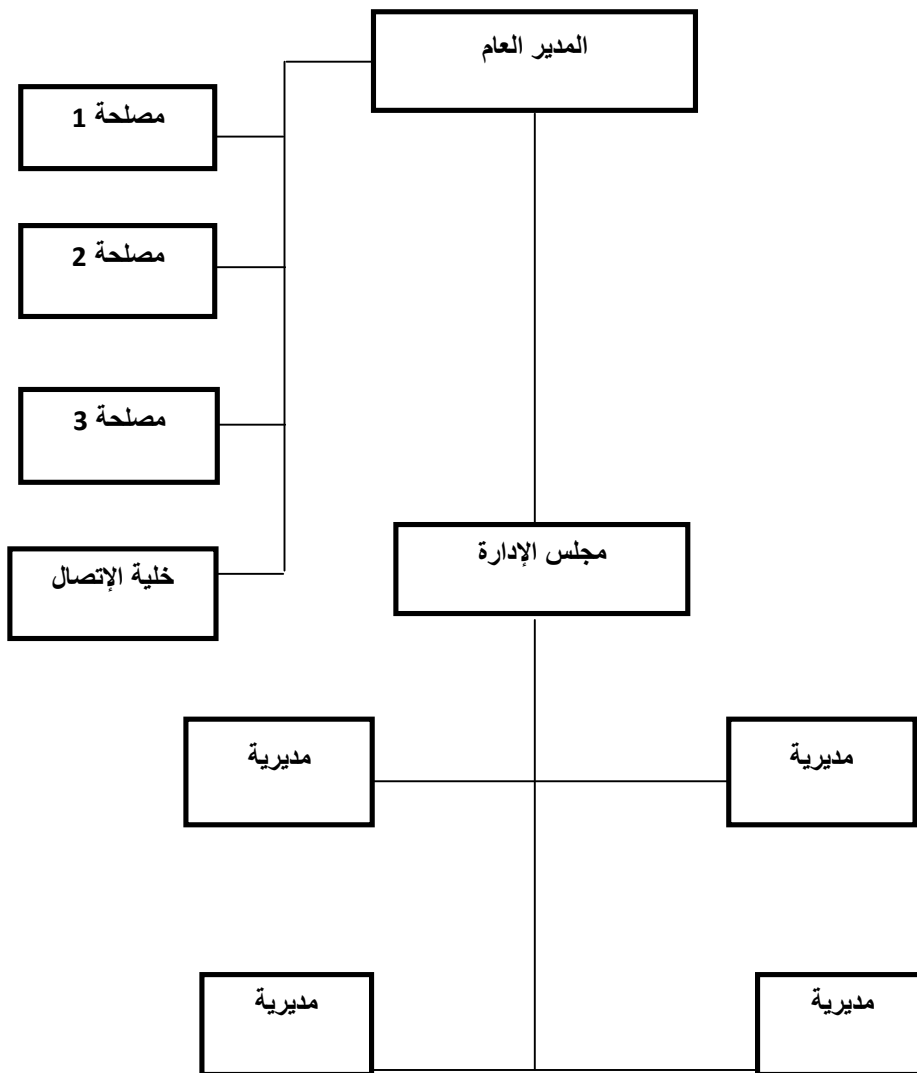 المدير العام
مصلحة 1
مصلحة 2
مصلحة 3
خلية الإتصال
مجلس الإدارة
مديرية
مديرية
مديرية
مديرية